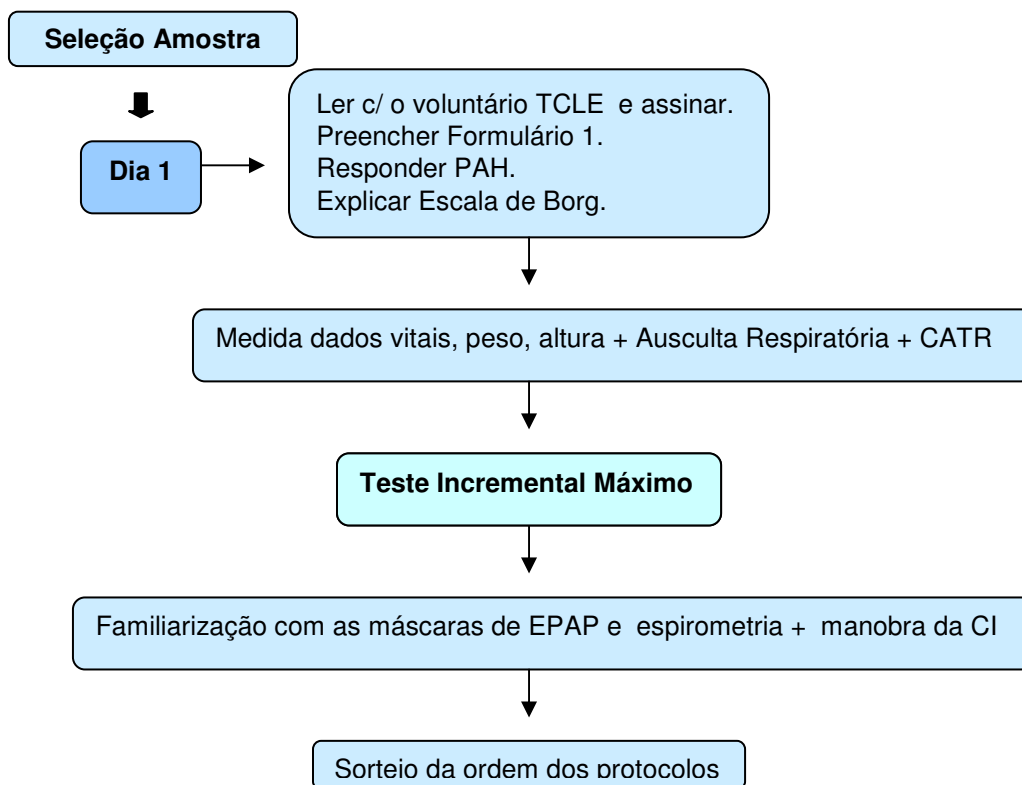 Seleção Amostra
Ler c/ o voluntário TCLE e assinar.
Preencher Formulário 1.
Responder PAH.
Explicar Escala de Borg.
Dia 1
Medida dados vitais, peso, altura + Ausculta Respiratória + CATR
Teste Incremental Máximo
Familiarização com as máscaras de EPAP e espirometria + manobra da CI
Sorteio da ordem dos protocolos